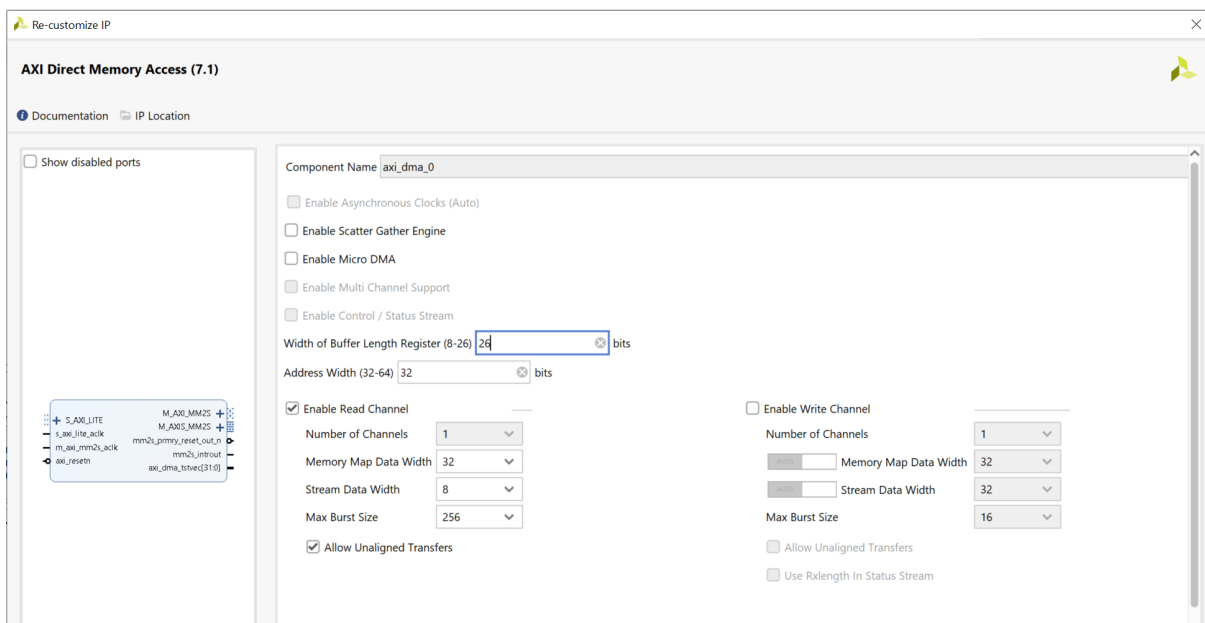 Re-customize IP
AXI Direct Memory Access (7.1)
Documentation IP Location
Show disabled ports
S_AXI_LITE
s_axi_lite_aclk
m_axi_mm2s_aclk
axi_resetn
M_AXI_MM2S
M_AXIS_MM2S
mm2s_prmry_reset_out_n
mm2s_introut
axi_dma_tstvec[31:0]
Component Name axi_dma_0
Enable Asynchronous Clocks (Auto)
Enable Scatter Gather Engine
Enable Micro DMA
Enable Multi Channel Support
Enable Control / Status Stream
Width of Buffer Length Register (8-26) 26 bits
Address Width (32-64) 32 bits
Enable Read Channel
Number of Channels 1
Memory Map Data Width 32
Stream Data Width 8
Max Burst Size 256
Allow Unaligned Transfers
Enable Write Channel
Number of Channels 1
AUTO Memory Map Data Width 32
AUTO Stream Data Width 32
Max Burst Size 16
Allow Unaligned Transfers
Use Rxlength In Status Stream